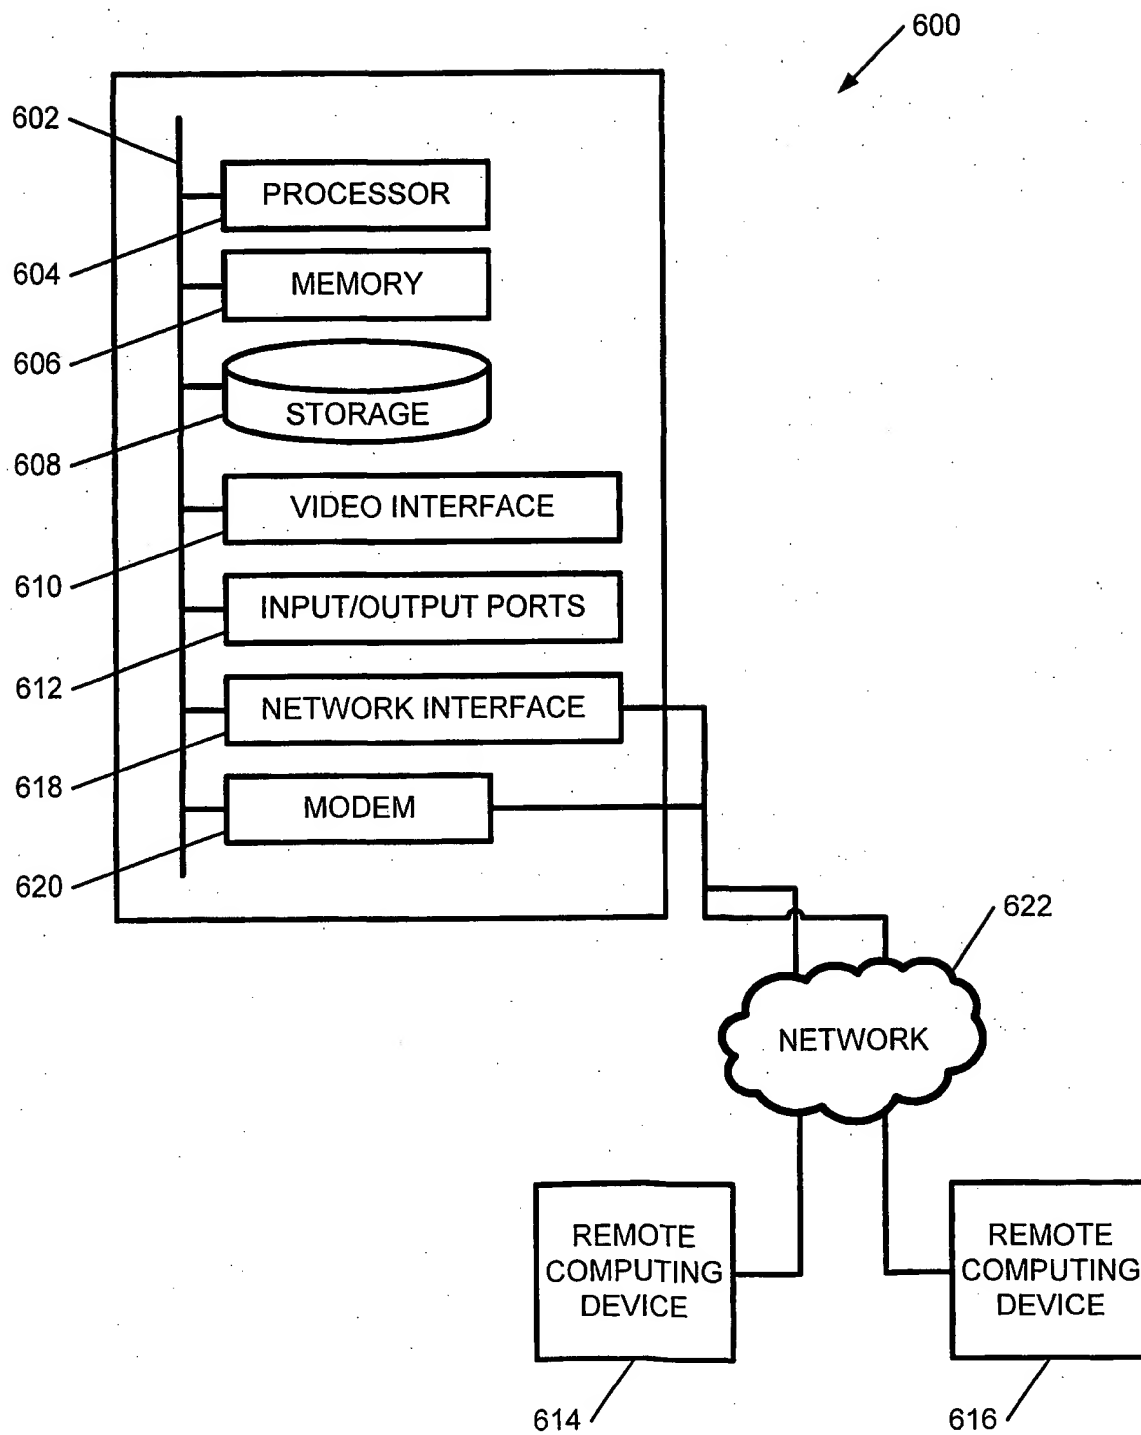 600
602
PROCESSOR
604
MEMORY
606
STORAGE
608
VIDEO INTERFACE
610
INPUT/OUTPUT PORTS
612
NETWORK INTERFACE
618
MODEM
620
622
NETWORK
REMOTE
COMPUTING
DEVICE
REMOTE
COMPUTING
DEVICE
614
616